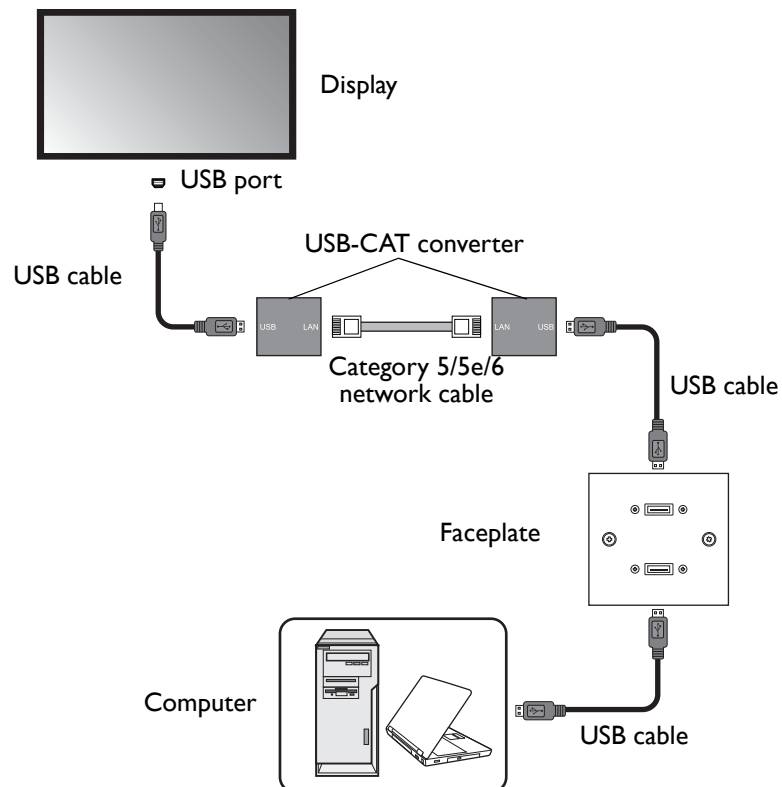 Display
USB port
USB-CAT converter
USB cable
USB LAN
LAN USB
Category 5/5e/6
network cable
USB cable
Faceplate
Computer
USB cable